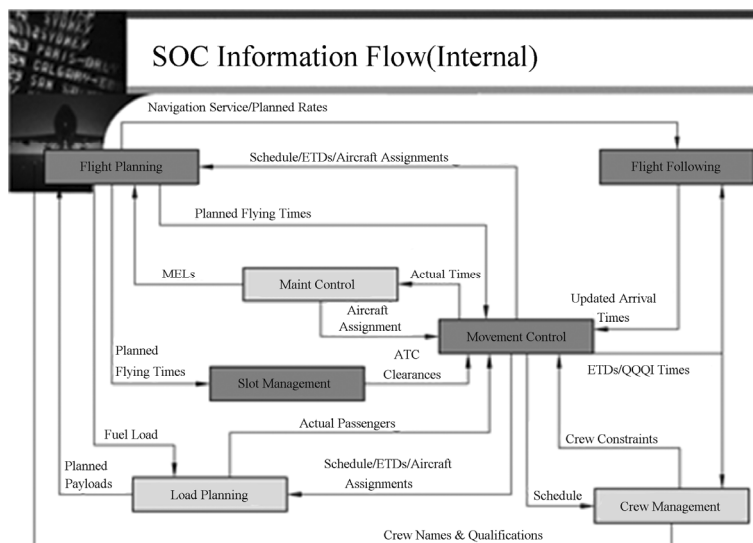 SOC Information Flow(Internal)
Navigation Service/Planned Rates
Flight Planning
Schedule/ETDs/Aircraft Assignments
Flight Following
Planned Flying Times
MELs
Maint Control
Actual Times
Aircraft
Assignment
Updated Arrival
Times
Movement Control
Planned
Flying Times
Slot Management
ATC
Clearances
ETDs/QQQI Times
Actual Passengers
Fuel Load
Crew Constraints
Planned
Payloads
Load Planning
Schedule/ETDs/Aircraft
Assignments
Schedule
Crew Management
Crew Names & Qualifications